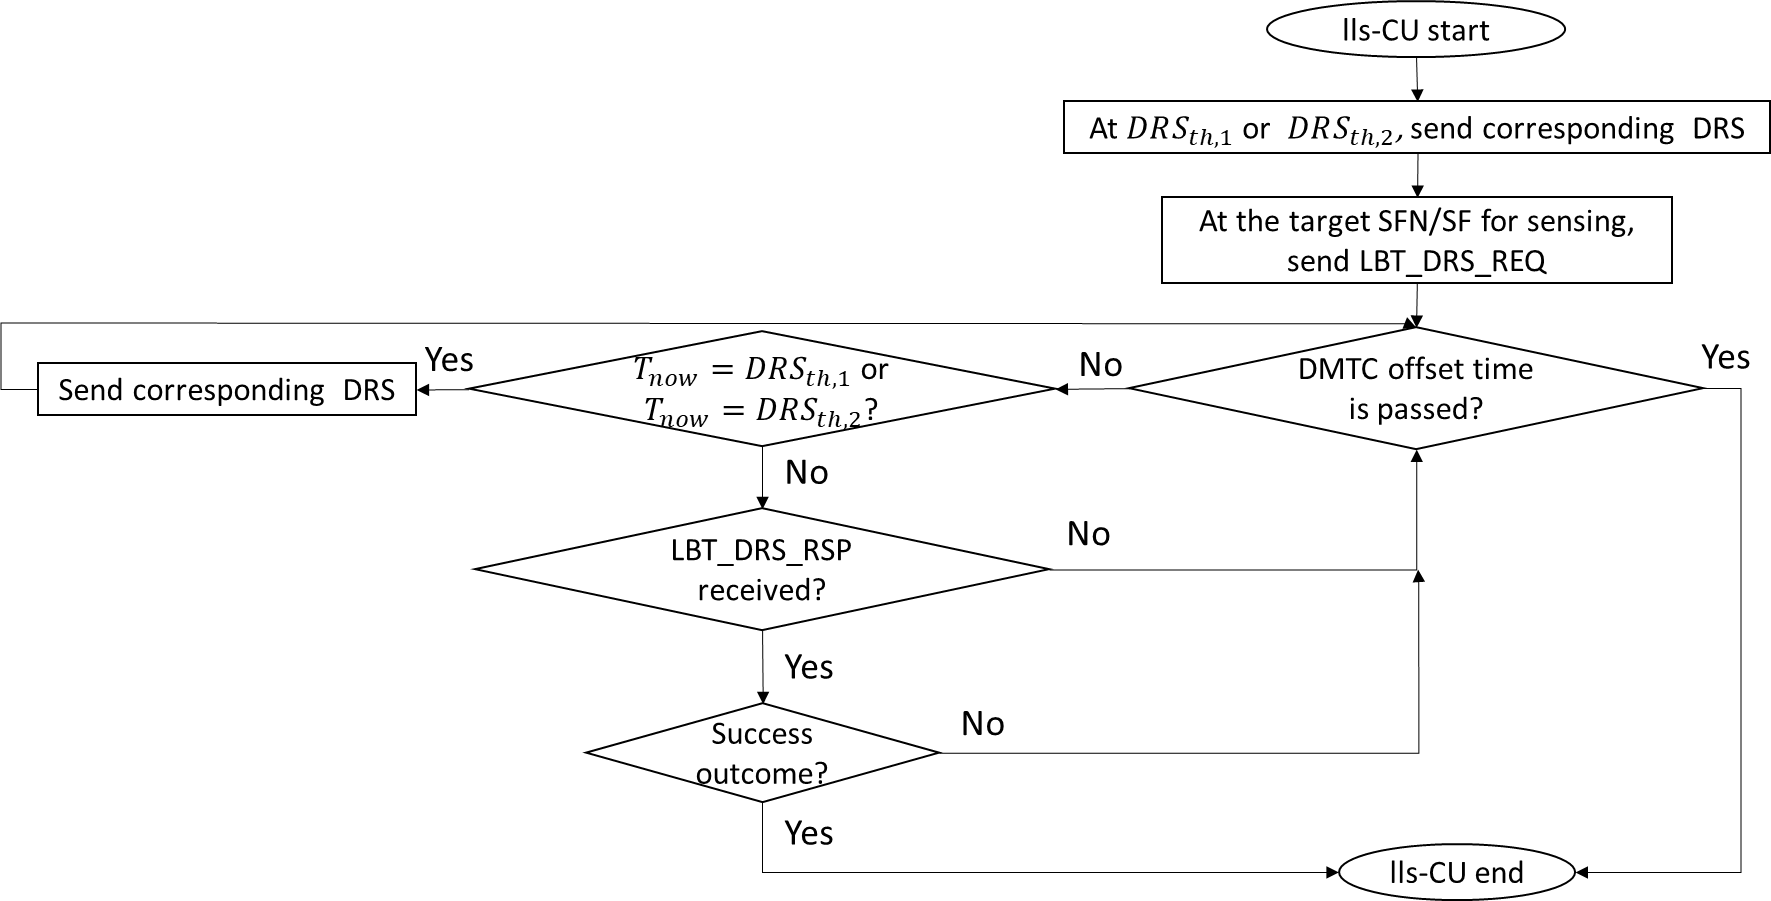 lls-CU start
At DRS_{th,1} or DRS_{th,2}, send corresponding DRS
At the target SFN/SF for sensing,
send LBT_DRS_REQ
DMTC offset time
is passed?
Yes
No
T_{now} = DRS_{th,1} or
T_{now} = DRS_{th,2}?
Yes
Send corresponding DRS
No
LBT_DRS_RSP
received?
No
Yes
Success
outcome?
No
Yes
lls-CU end